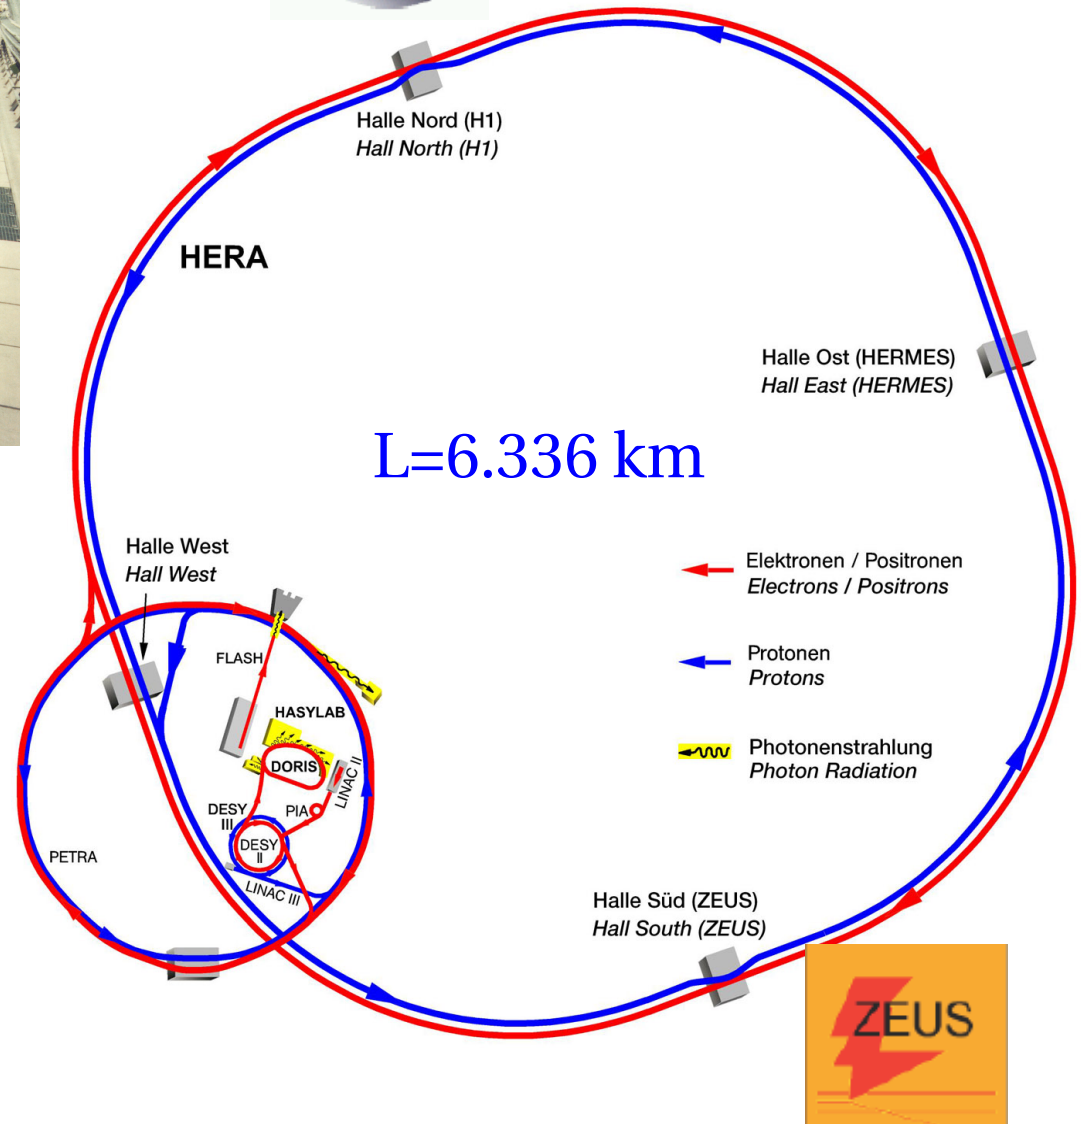 Halle Nord (H1)
Hall North (H1)
HERA
Halle Ost (HERMES)
Hall East (HERMES)
L=6.336 km
Halle West
Hall West
Elektronen / Positronen
Electrons / Positrons
Protonen
Protons
Photonenstrahlung
Photon Radiation
FLASH
HASYLAB
DORIS
LINAC II
PIA
DESY
III
DESY
II
PETRA
LINAC III
Halle Süd (ZEUS)
Hall South (ZEUS)
ZEUS